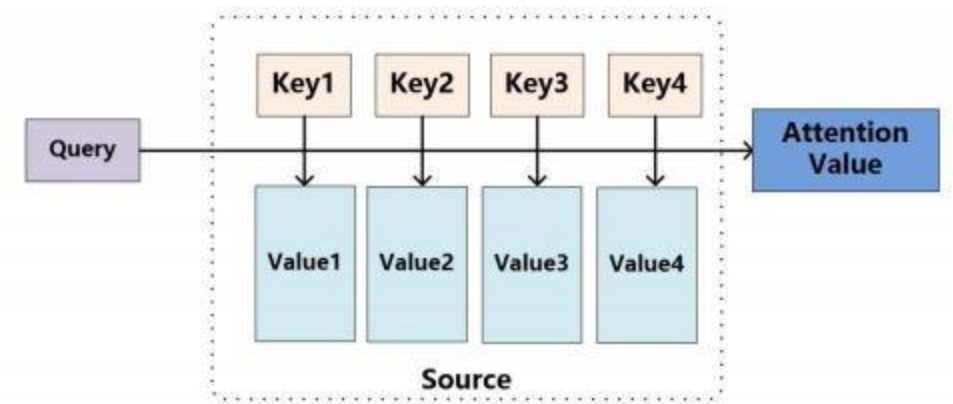 Key1 Key2 Key3 Key4
Query
Attention
Value
Value1 Value2 Value3 Value4
Source